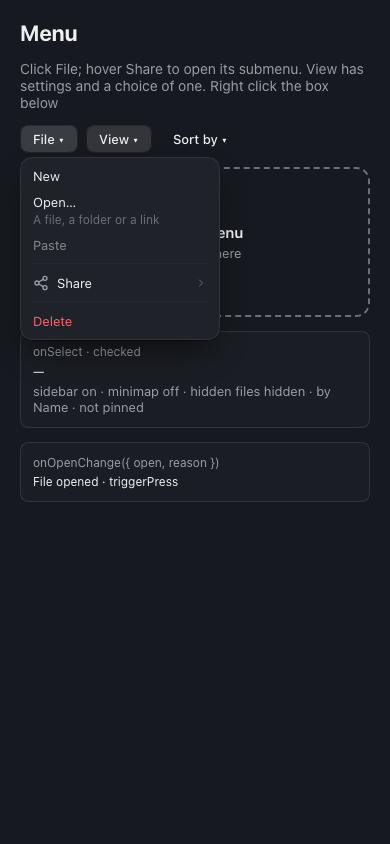 Menu
Click File; hover Share to open its submenu. View has
settings and a choice of one. Right click the box
below
File
View
Sort by
New
Open...
A file, a folder or a link
Paste
Share
Delete
onSelect · checked
—
sidebar on · minimap off · hidden files hidden · by
Name · not pinned
onOpenChange({ open, reason })
File opened · triggerPress